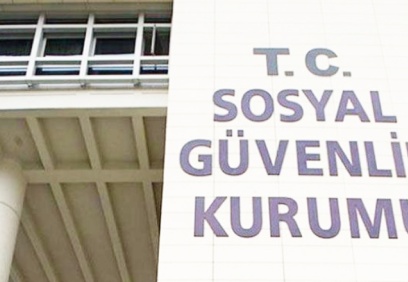 T.C.
SOSYAL
GÜVENLİ
KURUMU